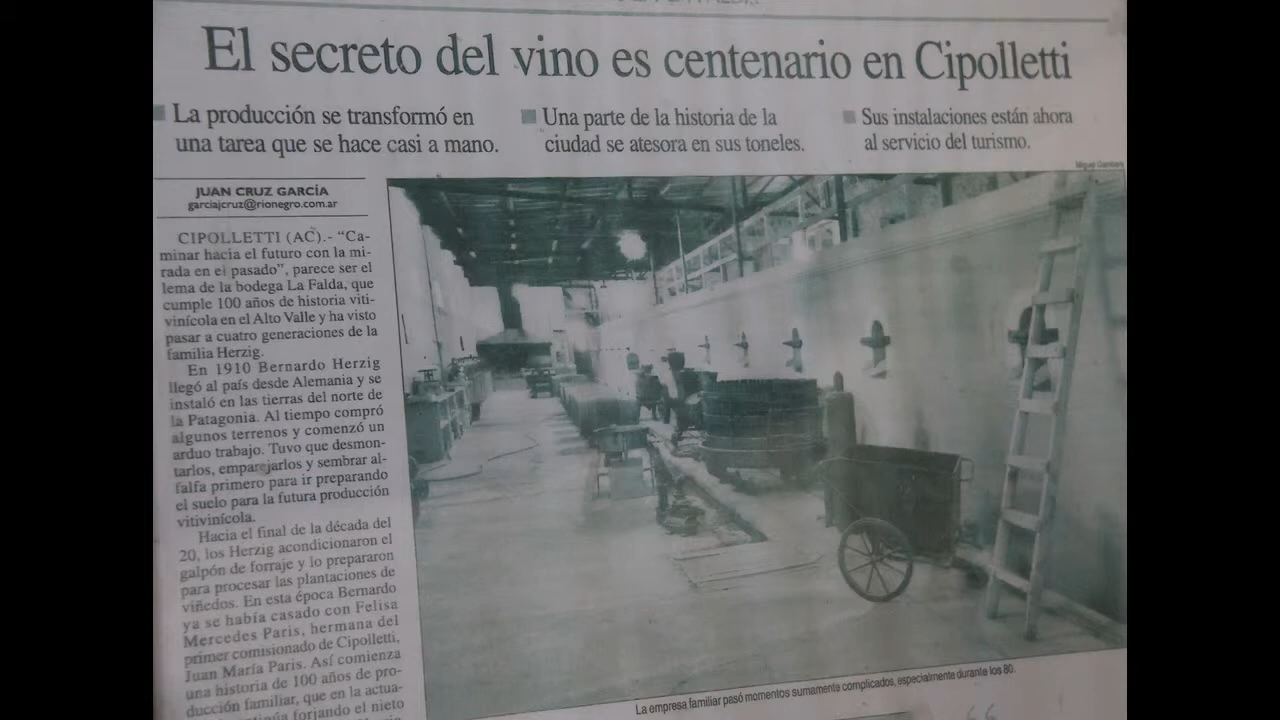 El secreto del vino es centenario en Cipolletti
La producción se transformó en
una tarea que se hace casi a mano.
Una parte de la historia de la
ciudad se atesora en sus toneles.
Sus instalaciones están ahora
al servicio del turismo.
JUAN CRUZ GARCÍA
garciajcruz@rionegro.com.ar
CIPOLLETTI (AC).- “Ca-
minar hacia el futuro con la mi-
rada en el pasado”, parece ser el
lema de la bodega La Falda, que
cumple 100 años de historia viti-
vinícola en el Alto Valle y ha visto
pasar a cuatro generaciones de la
familia Herzig.
En 1910 Bernardo Herzig
llegó al país desde Alemania y se
instaló en las tierras del norte de
la Patagonia. Al tiempo compró
algunos terrenos y comenzó un
arduo trabajo. Tuvo que desmon-
tarlos, emparejarlos y sembrar al-
falfa primero para ir preparando
el suelo para la futura producción
vitivinícola.
Hacia el final de la década del
20, los Herzig acondicionaron el
galpón de forraje y lo prepararon
para procesar las plantaciones de
viñedos. En esta época Bernardo
ya se había casado con Felisa
Mercedes Paris, hermana del
primer comisionado de Cipolletti,
Juan María Paris. Así comienza
una historia de 100 años de pro-
ducción familiar, que en la actua-
forjando el nieto
La empresa familiar pasó momentos sumamente complicados, especialmente durante los 80.